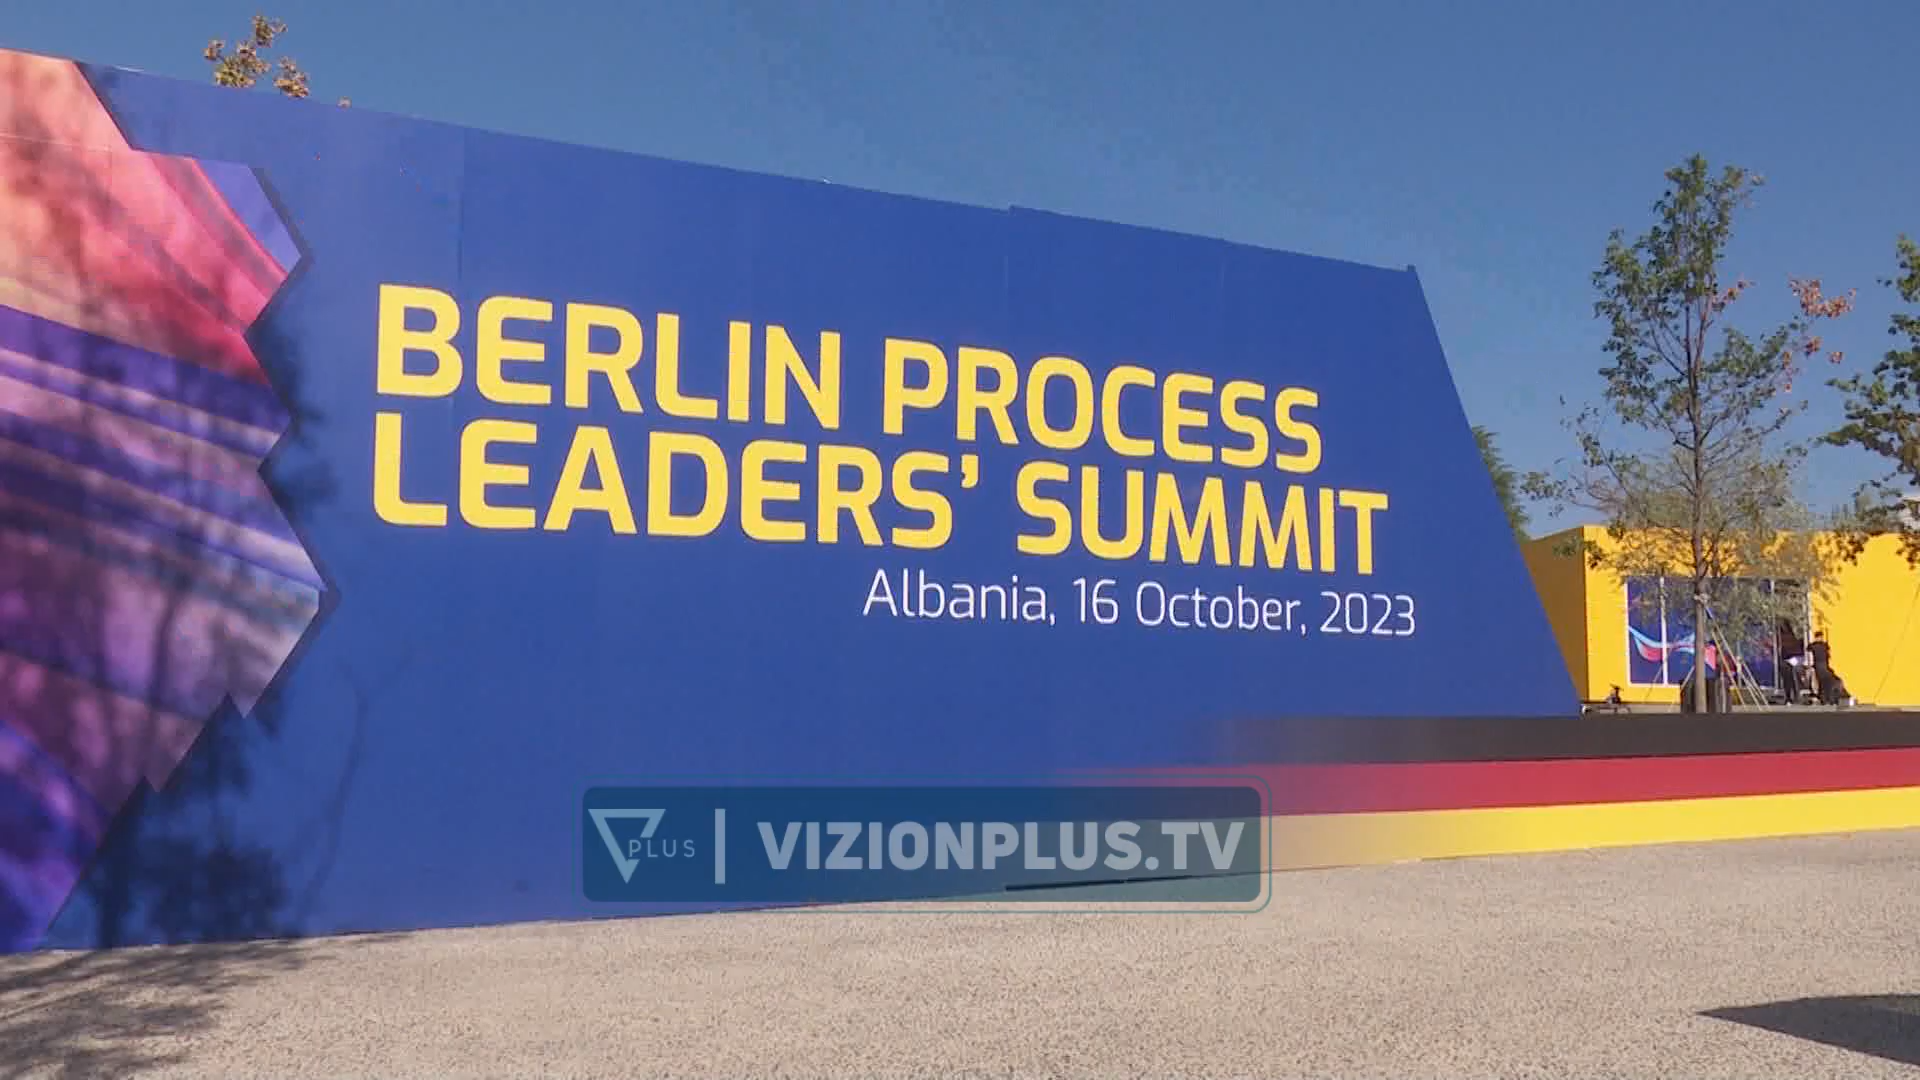 BERLIN PROCESS
LEADERS’ SUMMIT
Albania, 16 October, 2023
PLUS | VIZIONPLUS.TV